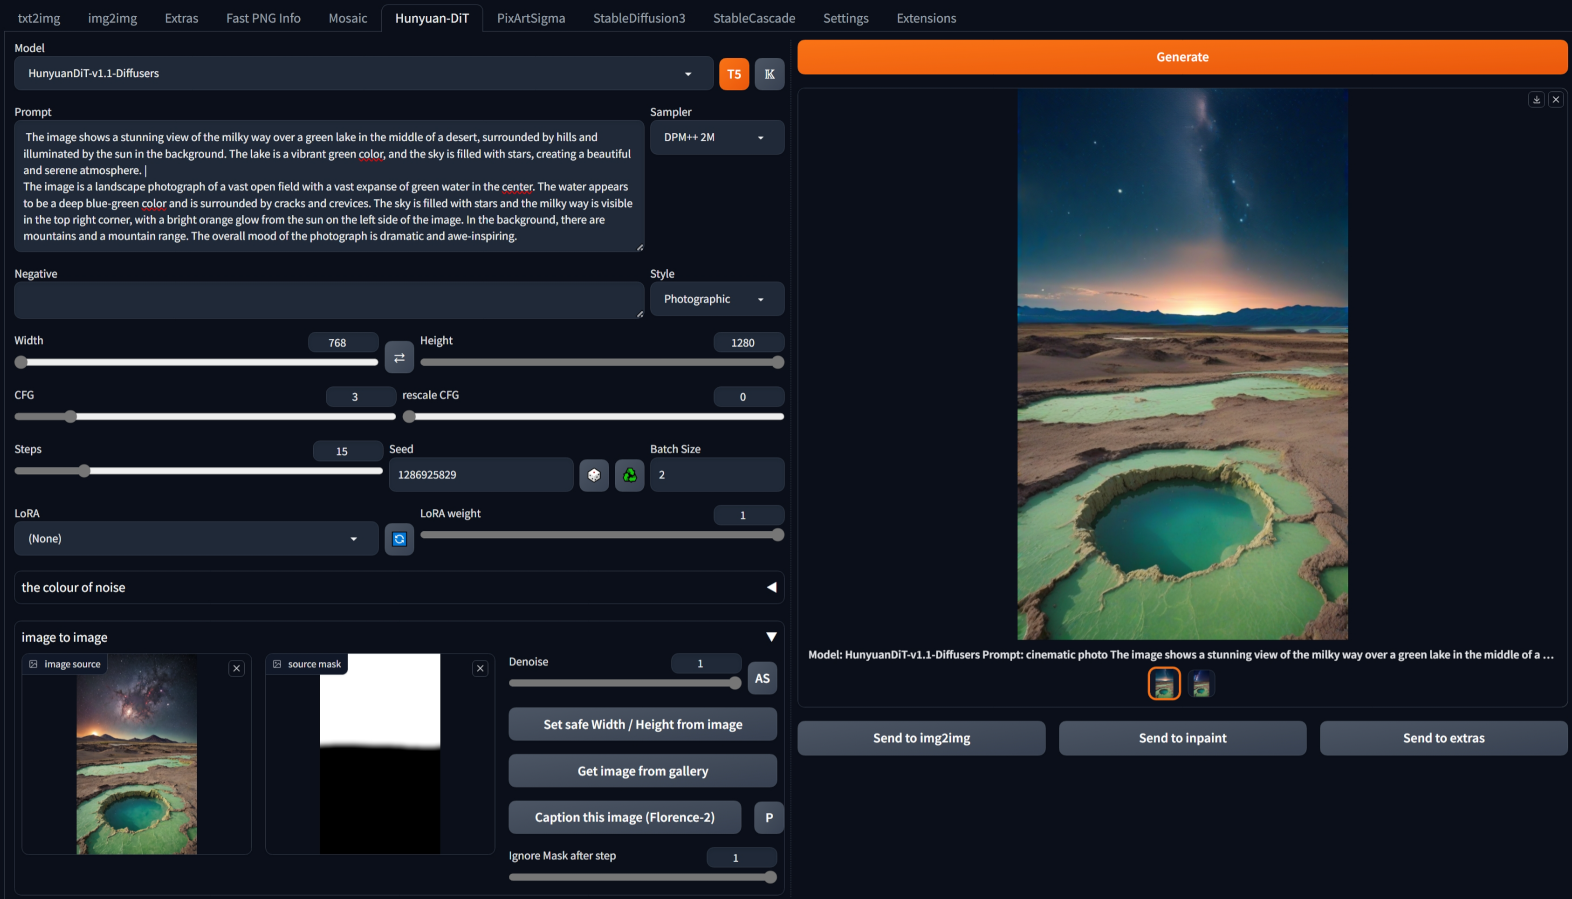 txt2img img2img Extras Fast PNG Info Mosaic Hunyuan-DiT PixArtSigma StableDiffusion3 StableCascade Settings Extensions
Model
HunyuanDiT-v1.1-Diffusers
T5
K
Prompt
The image shows a stunning view of the milky way over a green lake in the middle of a desert, surrounded by hills and
illuminated by the sun in the background. The lake is a vibrant green color, and the sky is filled with stars, creating a beautiful
and serene atmosphere.
The image is a landscape photograph of a vast open field with a vast expanse of green water in the center. The water appears
to be a deep blue-green color and is surrounded by cracks and crevices. The sky is filled with stars and the milky way is visible
in the top right corner, with a bright orange glow from the sun on the left side of the image. In the background, there are
mountains and a mountain range. The overall mood of the photograph is dramatic and awe-inspiring.
Sampler
DPM++ 2M
Negative
Style
Photographic
Width 768
Height 1280
CFG 3
rescale CFG 0
Steps 15
Seed
1286925829
Batch Size
2
LoRA
(None)
LoRA weight 1
the colour of noise
image to image
image source
source mask
Denoise 1
AS
Set safe Width / Height from image
Get image from gallery
Caption this image (Florence-2)
P
Ignore Mask after step 1
Generate
Model: HunyuanDiT-v1.1-Diffusers Prompt: cinematic photo The image shows a stunning view of the milky way over a green lake in the middle of a ...
Send to img2img
Send to inpaint
Send to extras